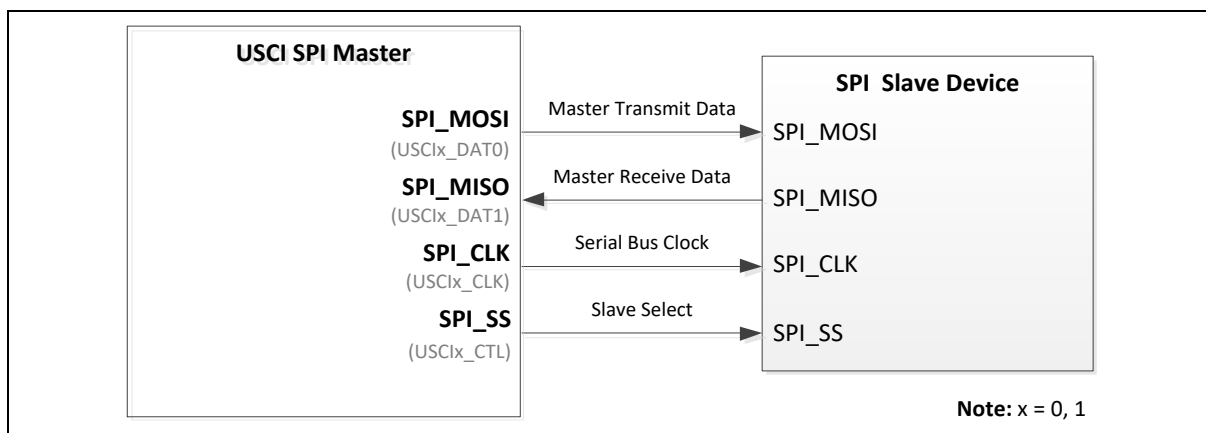 USCI SPI Master
SPI_MOSI
(USCIx_DAT0)
SPI_MISO
(USCIx_DAT1)
SPI_CLK
(USCIx_CLK)
SPI_SS
(USCIx_CTL)
Master Transmit Data
Master Receive Data
Serial Bus Clock
Slave Select
SPI Slave Device
SPI_MOSI
SPI_MISO
SPI_CLK
SPI_SS
Note: x = 0, 1